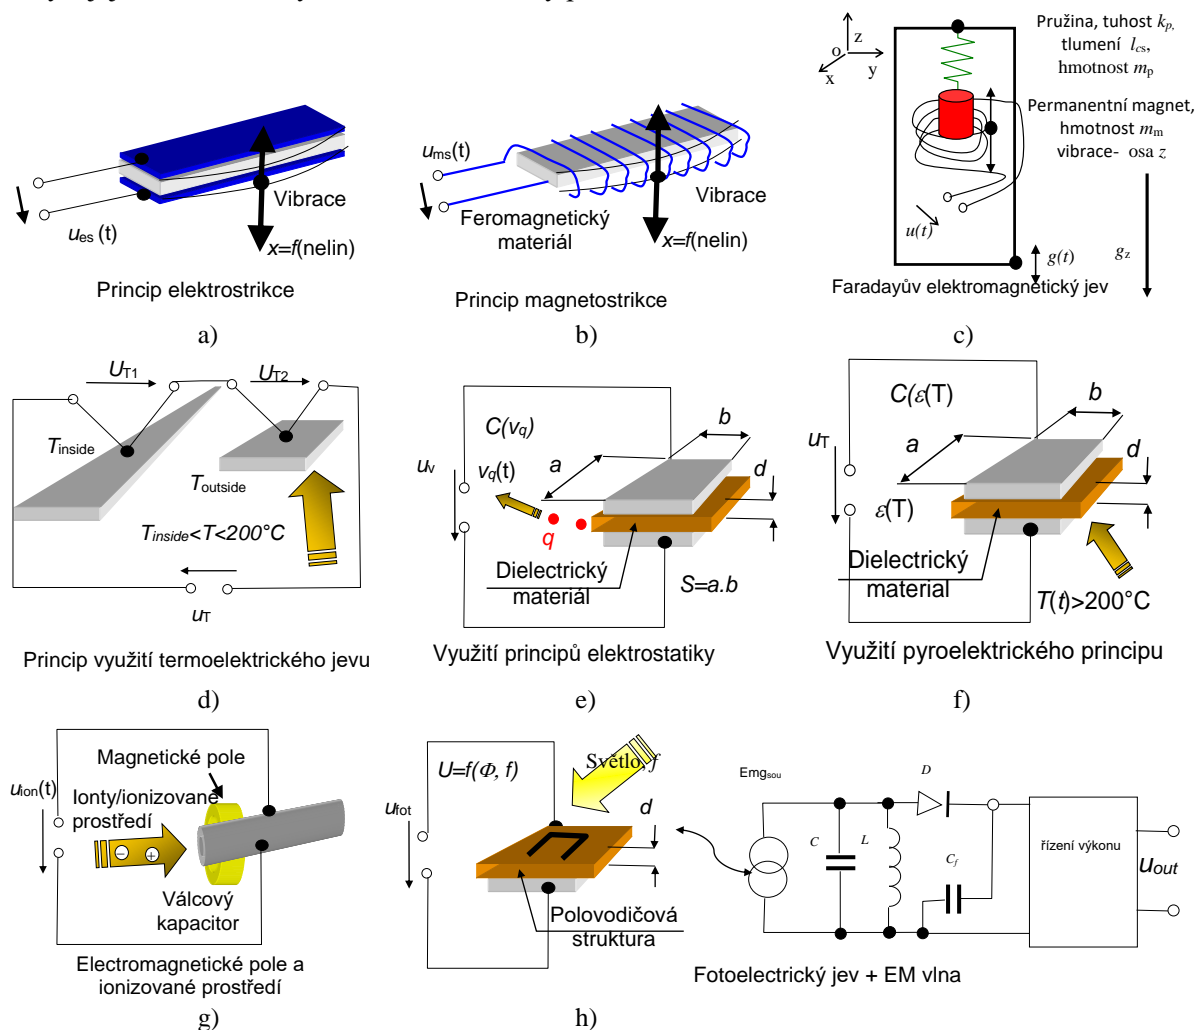 z
o
x
y
Pružina, tuhost kp,
tlumení lcs,
hmotnost mp
Permanentní magnet,
hmotnost mm
vibrace- osa z
u(t)
g(t)
gz
Faradayův elektromagnetický jev
c)
ues (t)
Vibrace
x=f(nelin)
Princip elektrostrikce
a)
ums(t)
Feromagnetický
materiál
Vibrace
x=f(nelin)
Princip magnetostrikce
b)
UT1
UT2
Tinside
Toutside
Tinside<T<200°C
uT
Princip využití termoelektrického jevu
d)
C(vq)
uv
vq(t)
a
b
d
q
Dielectrický
materiál
S=a.b
Využití principů elektrostatiky
e)
C(ε(T)
uT
a
b
d
ε(T)
Dielectrický
materiál
T(t)>200°C
Využití pyroelektrického principu
f)
Magnetické pole
uion(t)
Ionty/ionizovane
prostředí
− +
Válcový
kapacitor
Electromagnetické pole a
ionizované prostředí
g)
U=f(Φ, f)
Světlo, f
ufot
d
Polovodičová
struktura
h)
Emgsou
D
C
L
Cf
řízení výkonu
uout
Fotoelectrický jev + EM vlna